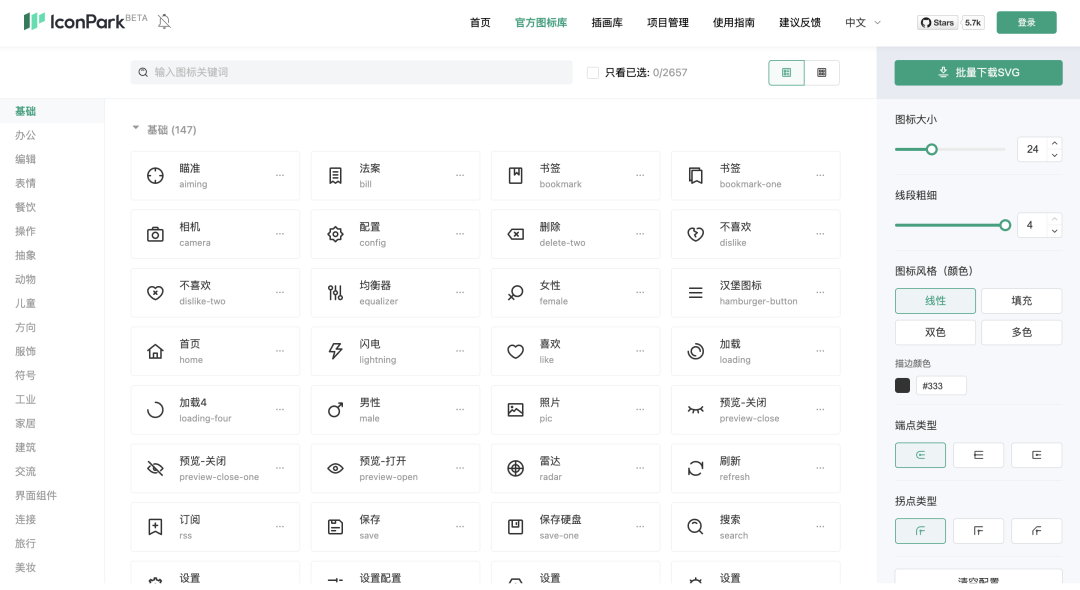 IconPark BETA
首页 官方图标库 插画库 项目管理 使用指南 建议反馈 中文 Stars 5.7k 登录
输入图标关键词 只看已选: 0/2657 批量下载SVG
基础
办公
编辑
表情
餐饮
操作
抽象
动物
儿童
方向
服饰
符号
工业
家居
建筑
交流
界面组件
连接
旅行
美妆
基础 (147)
瞄准 法案 书签 书签
aiming bill bookmark bookmark-one
相机 配置 删除 不喜欢
camera config delete-two dislike
不喜欢 均衡器 女性 汉堡图标
dislike-two equalizer female hamburger-button
首页 闪电 喜欢 加载
home lightning like loading
加载4 男性 照片 预览-关闭
loading-four male pic preview-close
预览-关闭 预览-打开 雷达 刷新
preview-close-one preview-open radar refresh
订阅 保存 保存硬盘 搜索
rss save save-one search
设置 设置配置 设置 设置
图标大小
24
线段粗细
4
图标风格（颜色）
线性 填充
双色 多色
描边颜色
#333
端点类型
拐点类型
清空配置